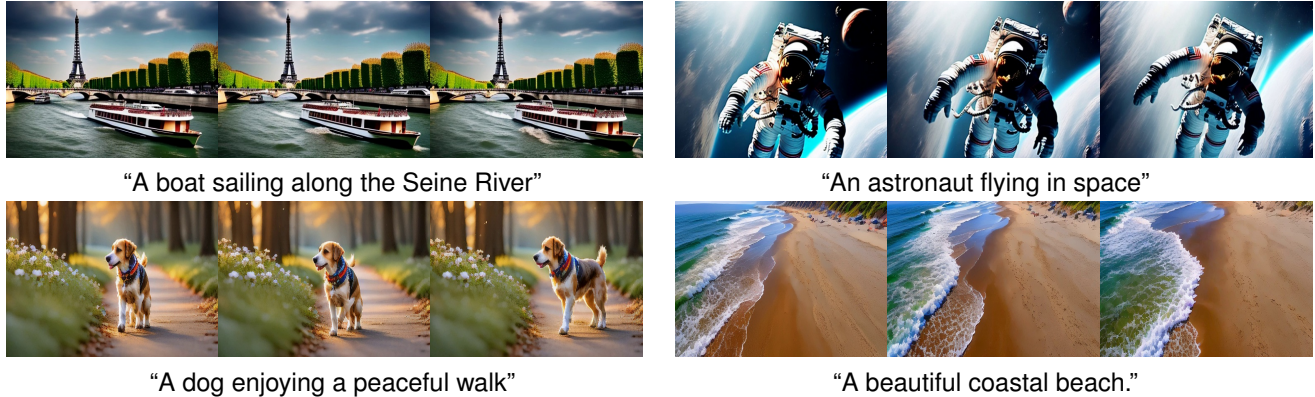 “A boat sailing along the Seine River”
“An astronaut flying in space”
“A dog enjoying a peaceful walk”
“A beautiful coastal beach.”